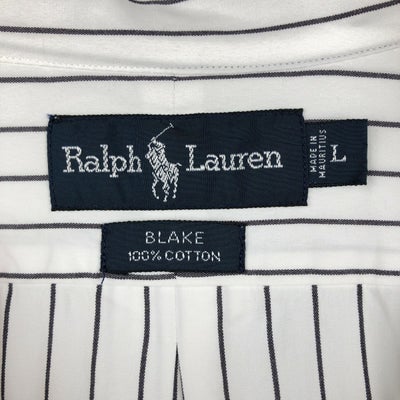 Ralph Lauren
MADE IN
MAURITIUS
L
BLAKE
100% COTTON